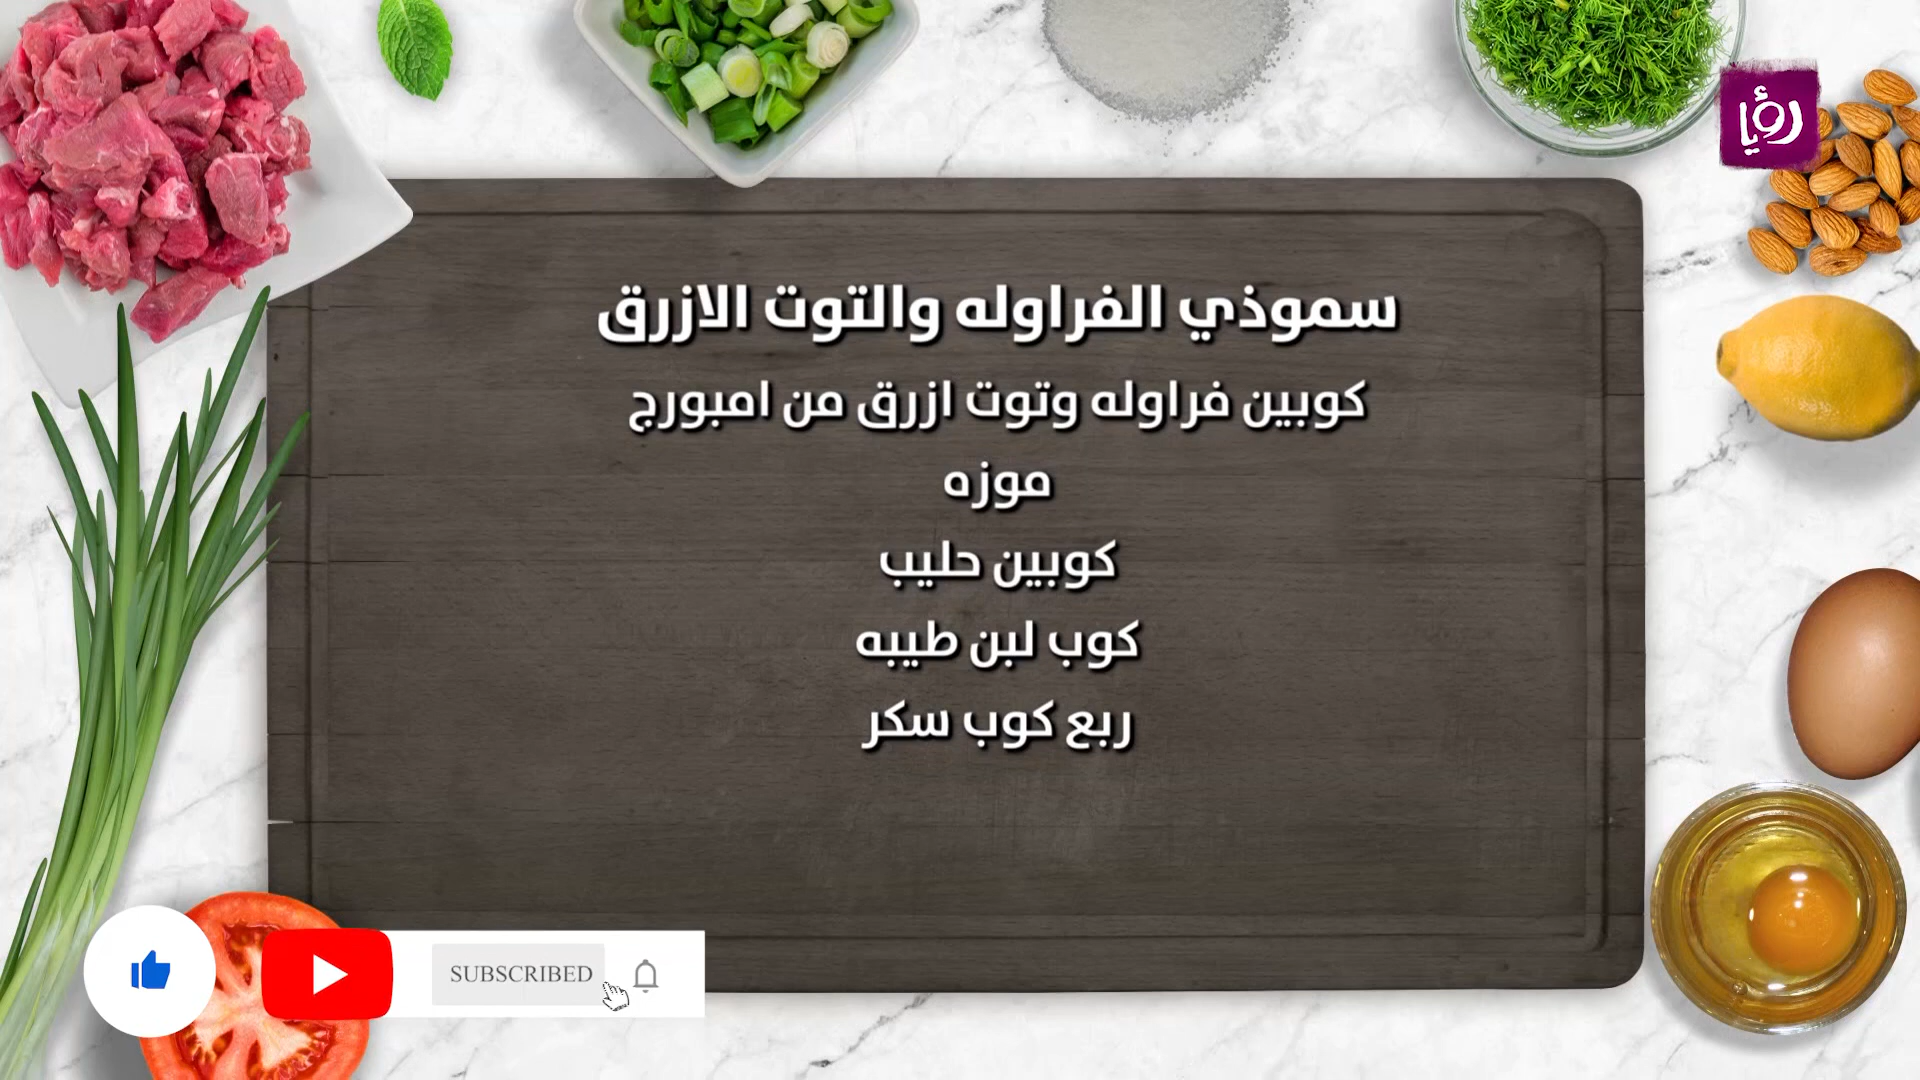 رؤيا
سموذي الفراوله والتوت الازرق
كوبين فراوله وتوت ازرق من امبورج
موزه
كوبين حليب
كوب لبن طيبه
ربع كوب سكر
SUBSCRIBED